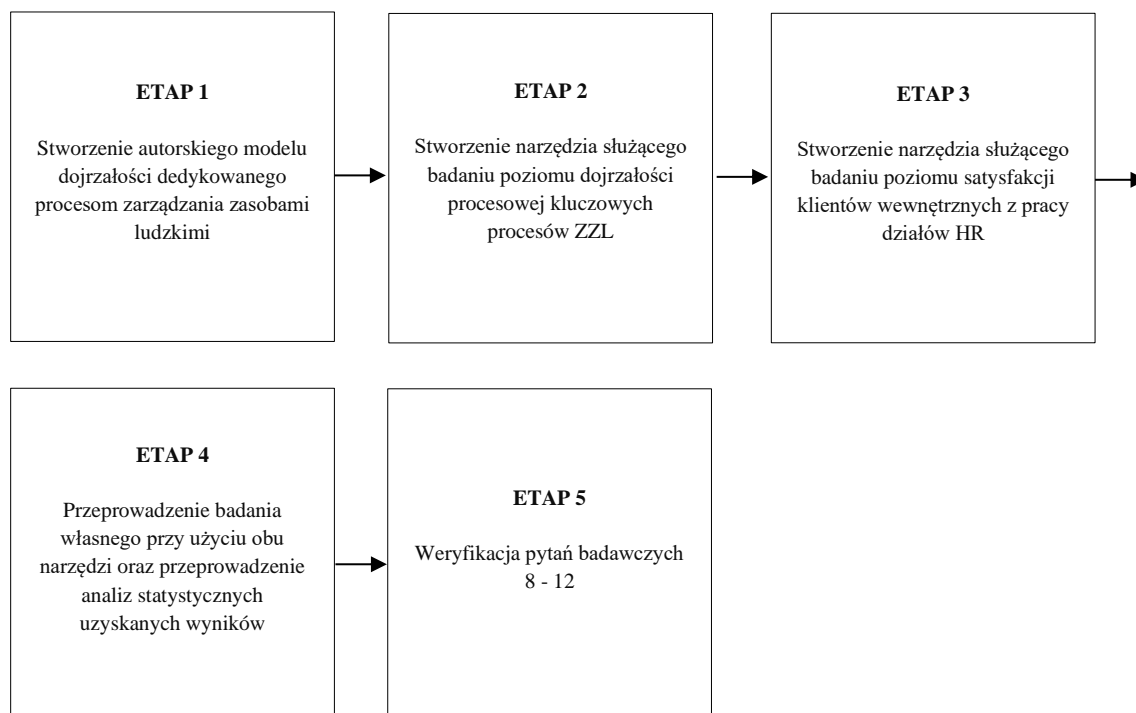 ETAP 1
Stworzenie autorskiego modelu
dojrzałości dedykowanego
procesom zarządzania zasobami
ludzkimi
ETAP 2
Stworzenie narzędzia służącego
badaniu poziomu dojrzałości
procesowej kluczowych
procesów ZZL
ETAP 3
Stworzenie narzędzia służącego
badaniu poziomu satysfakcji
klientów wewnętrznych z pracy
działów HR
ETAP 4
Przeprowadzenie badania
własnego przy użyciu obu
narzędzi oraz przeprowadzenie
analiz statystycznych
uzyskanych wyników
ETAP 5
Weryfikacja pytań badawczych
8 - 12